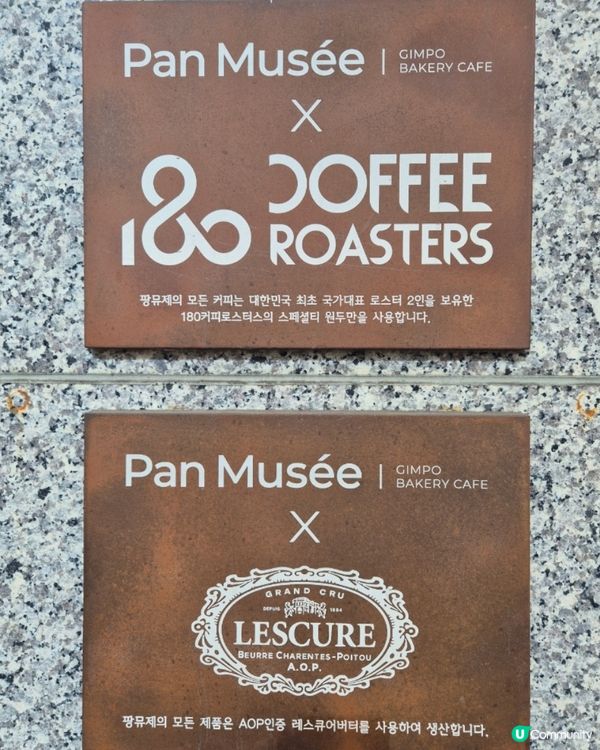 Pan Musée | GIMPO BAKERY CAFE
X
180 COFFEE ROASTERS
팡뮤제의 모든 커피는 대한민국 최초 국가대표 로스터 2인을 보유한
180커피로스터스의 스페셜티 원두만을 사용합니다.
Pan Musée | GIMPO BAKERY CAFE
X
GRAND CRU
DEPUIS 1884
LESCURE
BEURRE CHARENTES-POITOU
A.O.P.
팡뮤제의 모든 제품은 AOP인증 레스큐어버터를 사용하여 생산합니다.
U Community